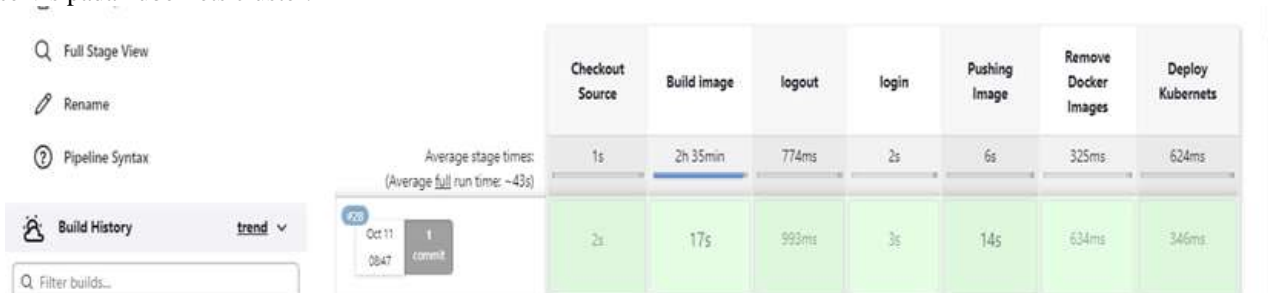 Full Stage View
Rename
Pipeline Syntax
Build History trend
Filter builds...
Checkout Source
Build image
logout
login
Pushing Image
Remove Docker Images
Deploy Kubernets
Average stage times: 1s 2h 35min 774ms 2s 6s 325ms 624ms
(Average full run time: ~43s)
#28
Oct 11
08:47
1
commit
2s 17s 993ms 3s 14s 634ms 346ms